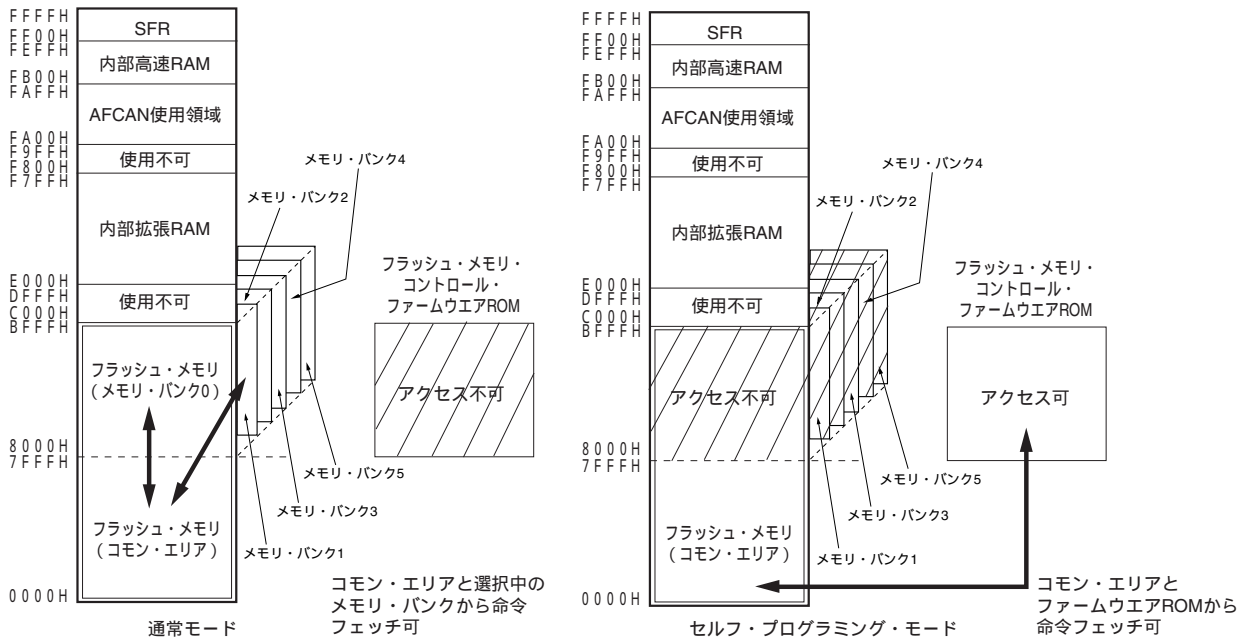 FFFFH
SFR
FF00H
FEFFH
内部高速RAM
FB00H
FAFFH
AFCAN使用領域
FA00H
F9FFH
使用不可
F800H
F7FFH
メモリ・バンク4
メモリ・バンク2
内部拡張RAM
フラッシュ・メモリ・
コントロール・
ファームウエアROM
E000H
DFFFH
使用不可
C000H
BFFFH
フラッシュ・メモリ
(メモリ・バンク0)
アクセス不可
8000H
7FFFH
メモリ・バンク5
メモリ・バンク3
フラッシュ・メモリ
(コモン・エリア)
メモリ・バンク1
0000H
コモン・エリアと選択中の
メモリ・バンクから命令
フェッチ可
通常モード
FFFFH
SFR
FF00H
FEFFH
内部高速RAM
FB00H
FAFFH
AFCAN使用領域
FA00H
F9FFH
使用不可
F800H
F7FFH
メモリ・バンク4
メモリ・バンク2
内部拡張RAM
フラッシュ・メモリ・
コントロール・
ファームウエアROM
E000H
DFFFH
使用不可
C000H
BFFFH
アクセス不可
アクセス可
8000H
7FFFH
メモリ・バンク5
メモリ・バンク3
フラッシュ・メモリ
(コモン・エリア)
メモリ・バンク1
0000H
コモン・エリアと
ファームウエアROMから
命令フェッチ可
セルフ・プログラミング・モード